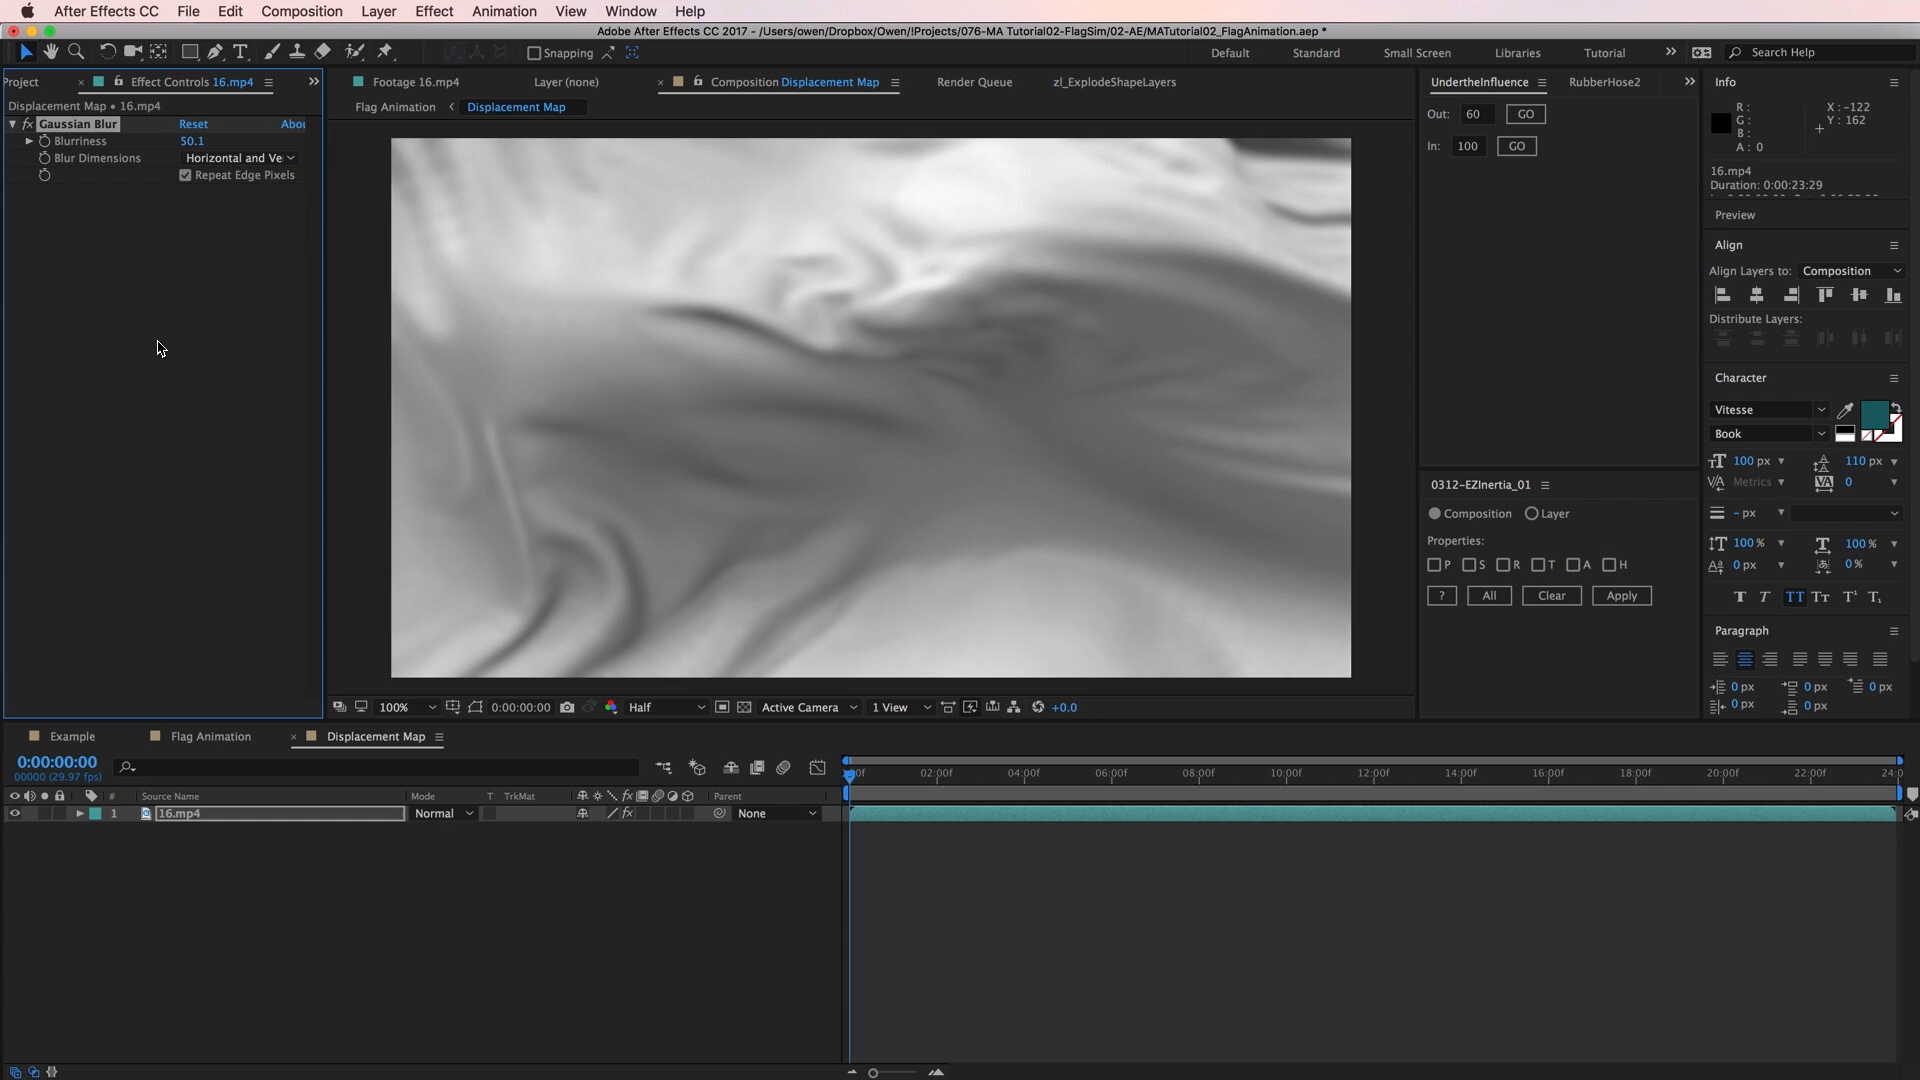 After Effects CC File Edit Composition Layer Effect Animation View Window Help
Adobe After Effects CC 2017 - /Users/owen/Dropbox/Owen/!Projects/076-MA Tutorial02-FlagSim/02-AE/MATutorial02_FlagAnimation.aep *
Snapping Default Standard Small Screen Libraries Tutorial Search Help
Project Effect Controls 16.mp4
Displacement Map • 16.mp4
fx Gaussian Blur Reset Abou
Blurriness 50.1
Blur Dimensions Horizontal and Ve
Repeat Edge Pixels
Footage 16.mp4 Layer (none) Composition Displacement Map Render Queue zl_ExplodeShapeLayers
Flag Animation Displacement Map
100% 0:00:00:00 Half Active Camera 1 View +0.0
UndertheInfluence RubberHose2
Out: 60 GO
In: 100 GO
0312-EZInertia_01
Composition Layer
Properties:
P S R T A H
? All Clear Apply
Info
R : X : -122
G : Y : 162
B :
A : 0
16.mp4
Duration: 0:00:23:29
Preview
Align
Align Layers to: Composition
Distribute Layers:
Character
Vitesse
Book
100 px 110 px
Metrics 0
- px
100 % 100 %
0 px 0 %
Paragraph
0 px 0 px 0 px
0 px 0 px
Example Flag Animation Displacement Map
0:00:00:00
00000 (29.97 fps)
02:00f 04:00f 06:00f 08:00f 10:00f 12:00f 14:00f 16:00f 18:00f 20:00f 22:00f 24:0
# Source Name Mode T TrkMat fx Parent
1 16.mp4 Normal fx None